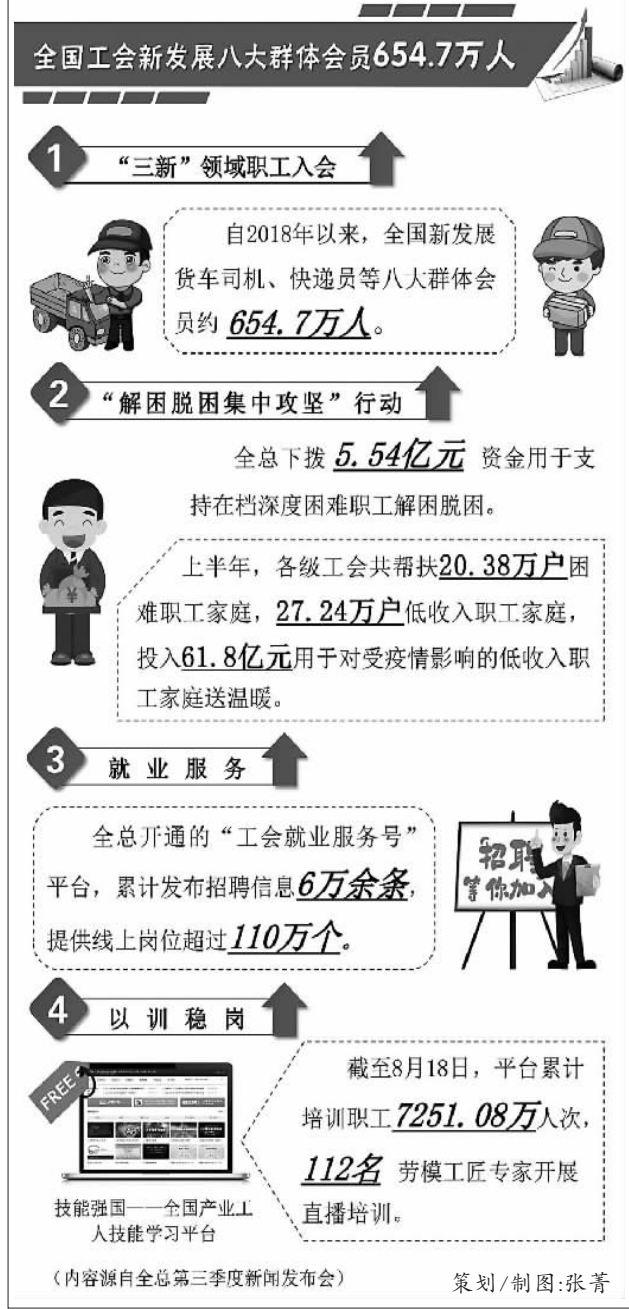 全国工会新发展八大群体会员654.7万人
1
“三新”领域职工入会
自2018年以来，全国新发展
货车司机、快递员等八大群体会
员约 654.7万人。
2
“解困脱困集中攻坚”行动
全总下拨 5.54亿元 资金用于支
持在档深度困难职工解困脱困。
¥
上半年，各级工会共帮扶20.38万户困
难职工家庭，27.24万户低收入职工家庭，
投入61.8亿元用于对受疫情影响的低收入职
工家庭送温暖。
3
就业服务
全总开通的“工会就业服务号”
平台，累计发布招聘信息6万余条，
提供线上岗位超过110万个。
招聘
等你加入
4
以训稳岗
FREE
截至8月18日，平台累计
培训职工7251.08万人次，
112名 劳模工匠专家开展
直播培训。
技能强国——全国产业工
人技能学习平台
（内容源自全总第三季度新闻发布会）
策划/制图:张菁